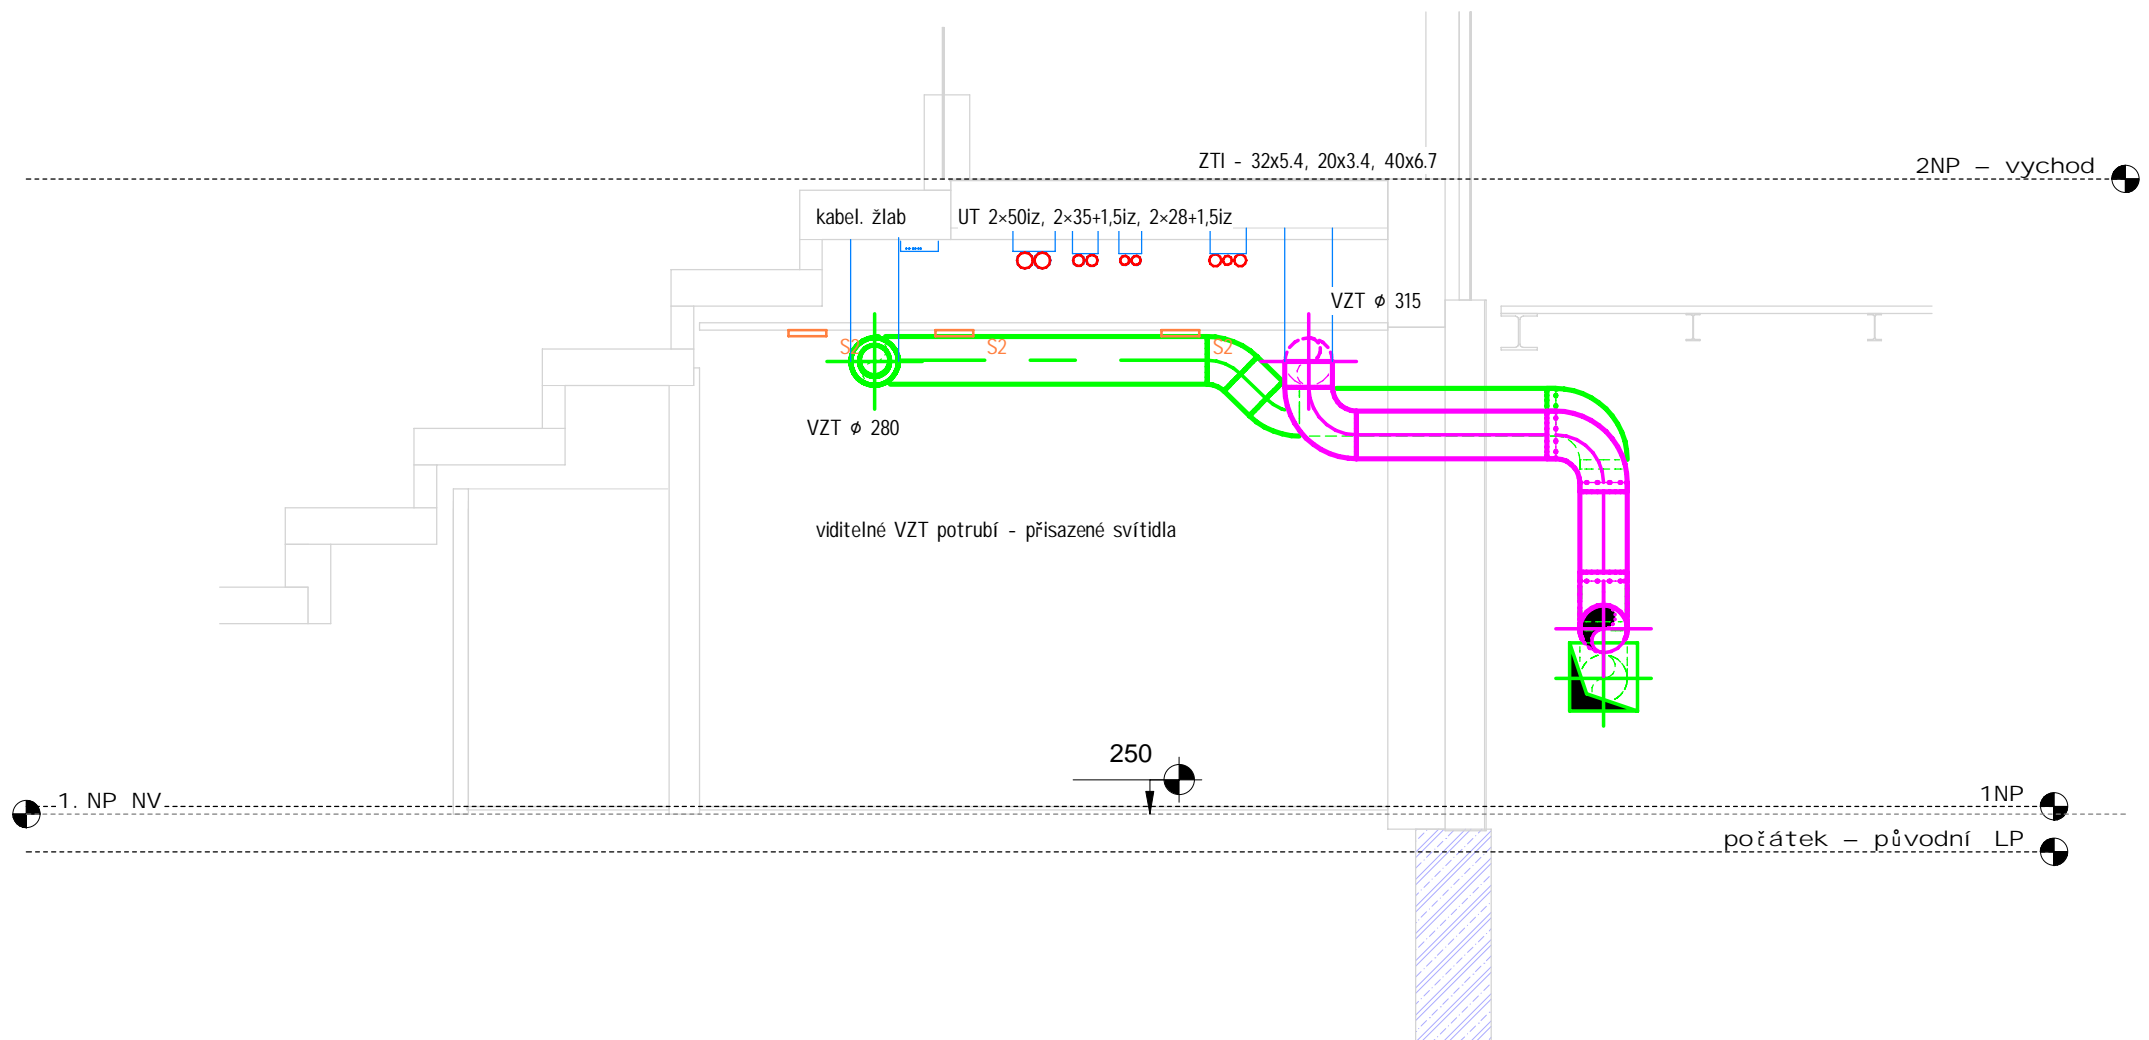 ZTI - 32x5.4, 20x3.4, 40x6.7
2NP – vychod
kabel. žlab
UT 2×50iz, 2×35+1,5iz, 2×28+1,5iz
VZT ϕ 315
S2
S2
S2
VZT ϕ 280
viditelné VZT potrubí - přisazené svítidla
250
1. NP NV
1NP
počátek – původní LP